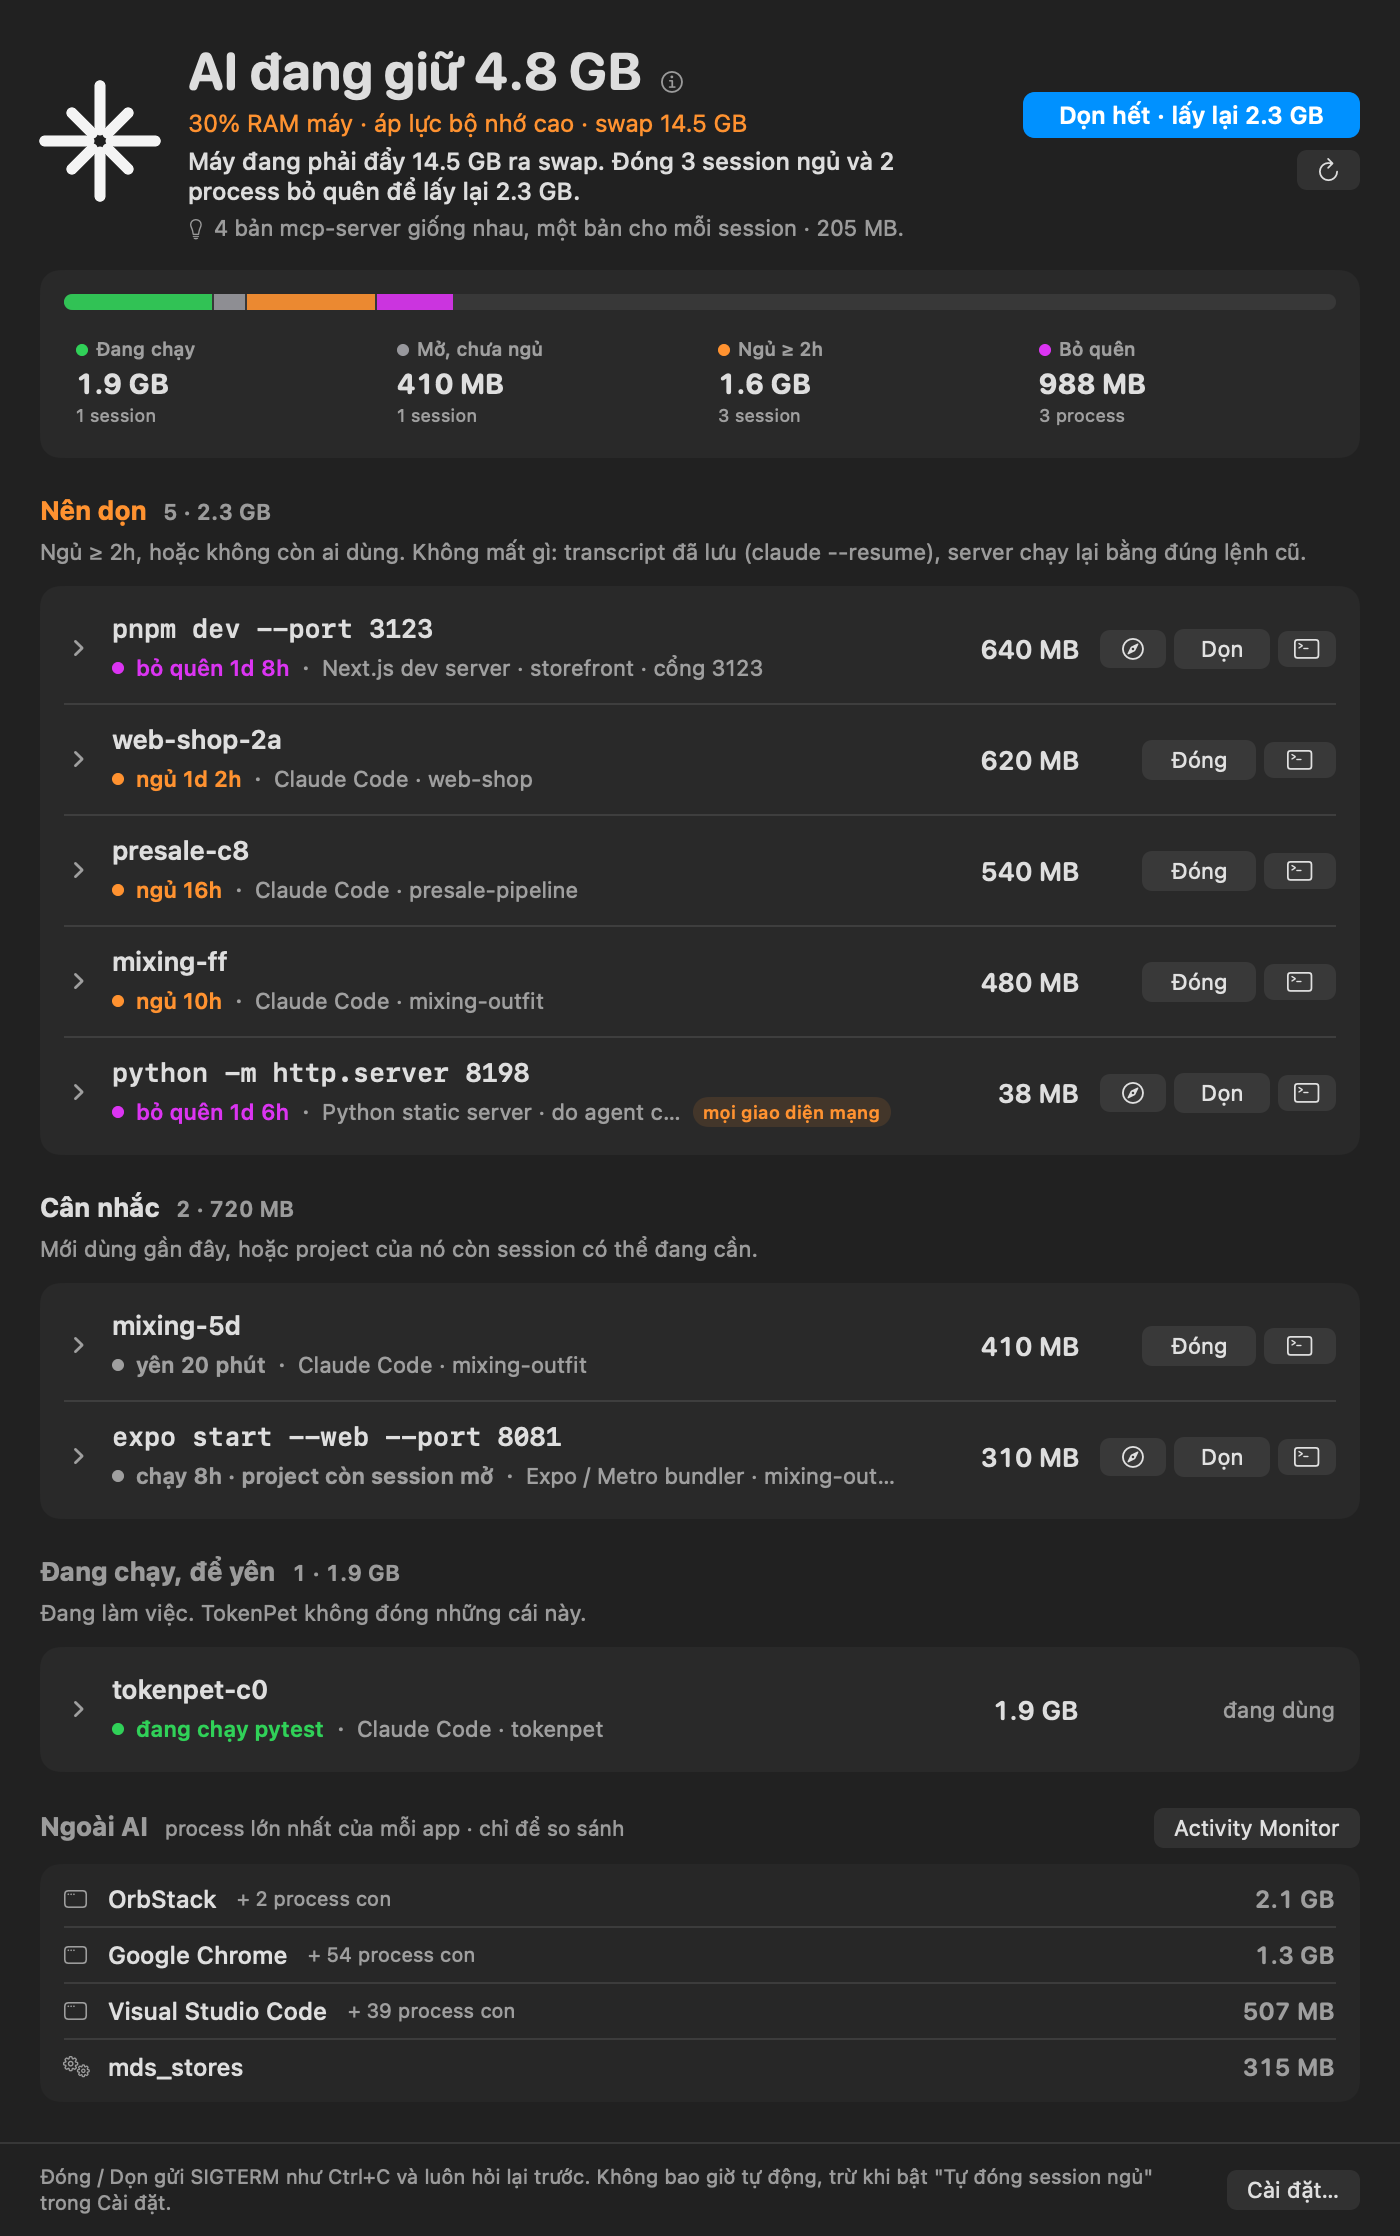 AI đang giữ 4.8 GB
30% RAM máy · áp lực bộ nhớ cao · swap 14.5 GB
Máy đang phải đẩy 14.5 GB ra swap. Đóng 3 session ngủ và 2
process bỏ quên để lấy lại 2.3 GB.
4 bản mcp-server giống nhau, một bản cho mỗi session · 205 MB.
Dọn hết · lấy lại 2.3 GB
Đang chạy
1.9 GB
1 session
Mở, chưa ngủ
410 MB
1 session
Ngủ ≥ 2h
1.6 GB
3 session
Bỏ quên
988 MB
3 process
Nên dọn 5 · 2.3 GB
Ngủ ≥ 2h, hoặc không còn ai dùng. Không mất gì: transcript đã lưu (claude --resume), server chạy lại bằng đúng lệnh cũ.
pnpm dev --port 3123
bỏ quên 1d 8h · Next.js dev server · storefront · cổng 3123
640 MB
Dọn
web-shop-2a
ngủ 1d 2h · Claude Code · web-shop
620 MB
Đóng
presale-c8
ngủ 16h · Claude Code · presale-pipeline
540 MB
Đóng
mixing-ff
ngủ 10h · Claude Code · mixing-outfit
480 MB
Đóng
python -m http.server 8198
bỏ quên 1d 6h · Python static server · do agent c... mọi giao diện mạng
38 MB
Dọn
Cân nhắc 2 · 720 MB
Mới dùng gần đây, hoặc project của nó còn session có thể đang cần.
mixing-5d
yên 20 phút · Claude Code · mixing-outfit
410 MB
Đóng
expo start --web --port 8081
chạy 8h · project còn session mở · Expo / Metro bundler · mixing-out...
310 MB
Dọn
Đang chạy, để yên 1 · 1.9 GB
Đang làm việc. TokenPet không đóng những cái này.
tokenpet-c0
đang chạy pytest · Claude Code · tokenpet
1.9 GB
đang dùng
Ngoài AI process lớn nhất của mỗi app · chỉ để so sánh
Activity Monitor
OrbStack + 2 process con 2.1 GB
Google Chrome + 54 process con 1.3 GB
Visual Studio Code + 39 process con 507 MB
mds_stores 315 MB
Đóng / Dọn gửi SIGTERM như Ctrl+C và luôn hỏi lại trước. Không bao giờ tự động, trừ khi bật "Tự đóng session ngủ"
trong Cài đặt.
Cài đặt...